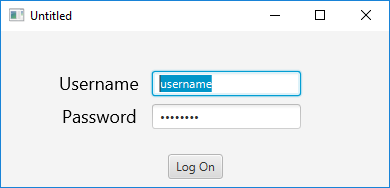 Untitled
Username username
Password ••••••••
Log On